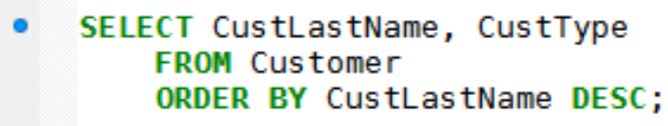 SELECT CustLastName, CustType
FROM Customer
ORDER BY CustLastName DESC;